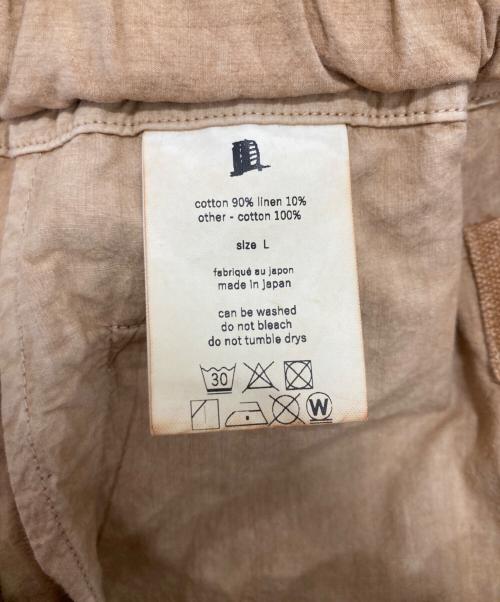 cotton 90% linen 10%
other - cotton 100%
size L
fabriqué au japon
made in japan
can be washed
do not bleach
do not tumble drys
30
W